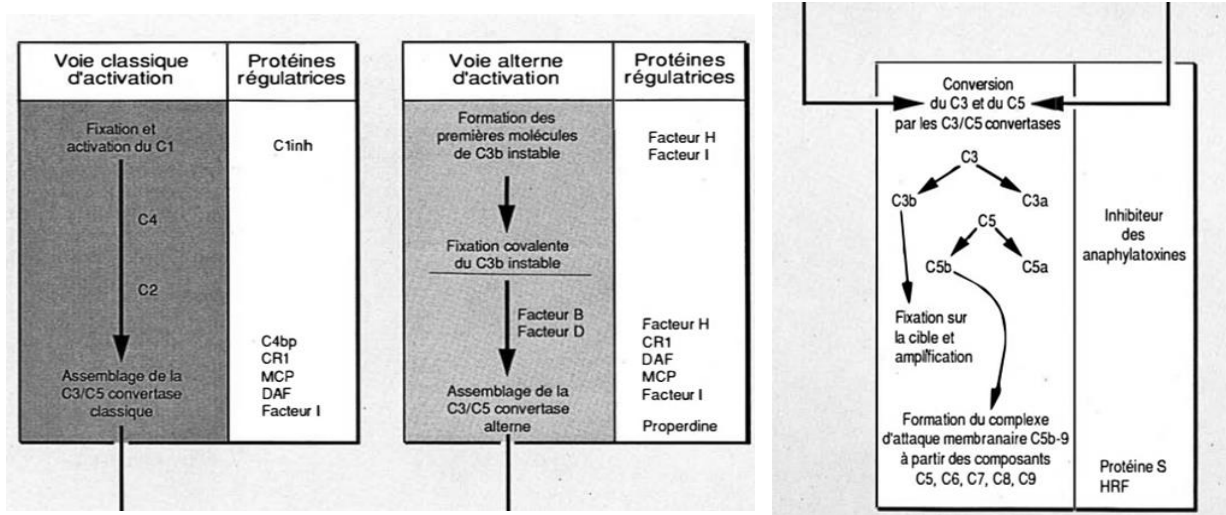 Voie classique
d'activation
Protéines
régulatrices
Fixation et
activation du C1
C1inh
C4
C2
C4bp
CR1
MCP
DAF
Facteur I
Assemblage de la
C3/C5 convertase
classique
Voie alterne
d'activation
Protéines
régulatrices
Formation des
premières molécules
de C3b instable
Facteur H
Facteur I
Fixation covalente
du C3b instable
Facteur B
Facteur D
Facteur H
CR1
DAF
MCP
Facteur I
Properdine
Assemblage de la
C3/C5 convertase
alterne
Conversion
du C3 et du C5
par les C3/C5 convertases
C3
C3b
C3a
C5
C5b
C5a
Inhibiteur
des
anaphylatoxines
Fixation sur
la cible et
amplification
Formation du complexe
d'attaque membranaire C5b-9
à partir des composants
C5, C6, C7, C8, C9
Protéine S
HRF